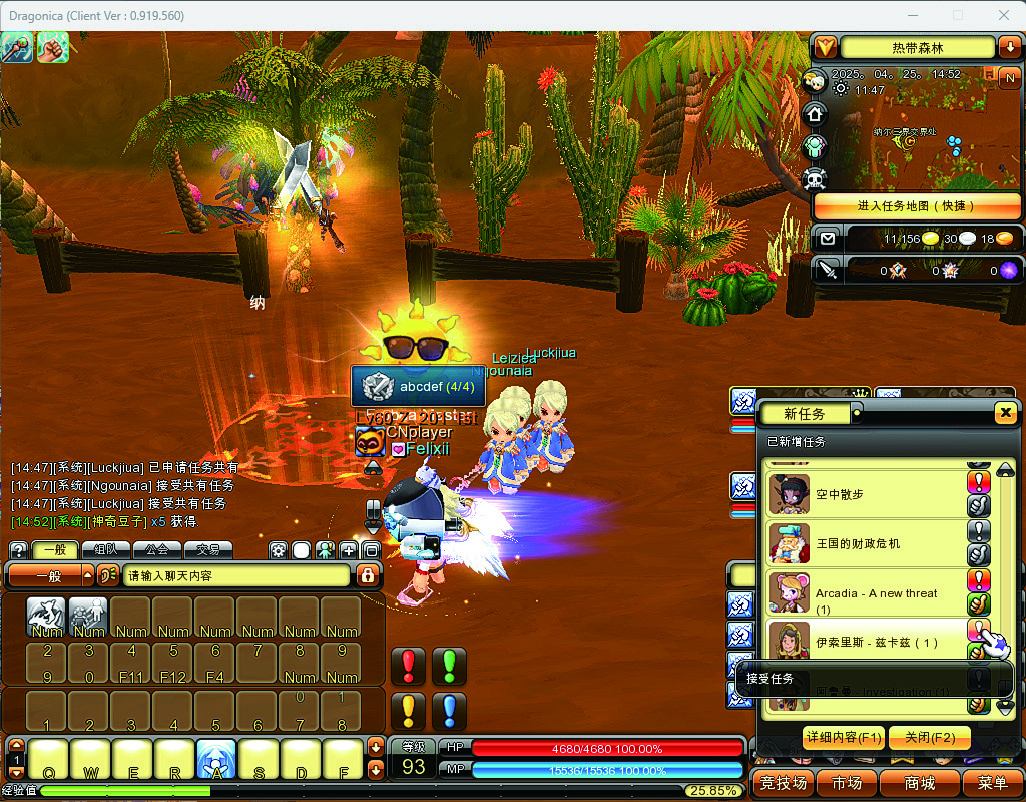 Dragonica (Client Ver : 0.919.560)
热带森林
2025。 04。 25。 14:52
11:47
N
纳尔三界交界处
进入任务地图 ( 快捷 )
11,156 30 18
0 0 0
纳
Luckjiua
Leiziea
Ngounaia
abcdef (4/4)
CNplayer
Felixii
新任务
已新增任务
空中散步
王国的财政危机
Arcadia - A new threat
(1)
伊索里斯 - 兹卡兹 ( 1 )
接受任务
阿鲁曼 - Investigation (1)
详细内容(F1)
关闭(F2)
[14:47][系统][Luckjiua] 已申请任务共有
[14:47][系统][Ngounaia] 接受共有任务
[14:47][系统][Luckjiua] 接受共有任务
[14:52][系统][神奇豆子] x5 获得.
?
一般
组队
公会
交易
一般
请输入聊天内容
Num Num Num Num Num Num Num Num
2 3 4 5 6 7 8 9
9 0 F11 F12 F4 Num Num
0 1
1 2 3 4 5 6 7 8
1
Q W E R A S D F
等级
93
HP
4680/4680 100.00%
MP
15536/15536 100.00%
竞技场
市场
商城
菜单
经验值
25.85%